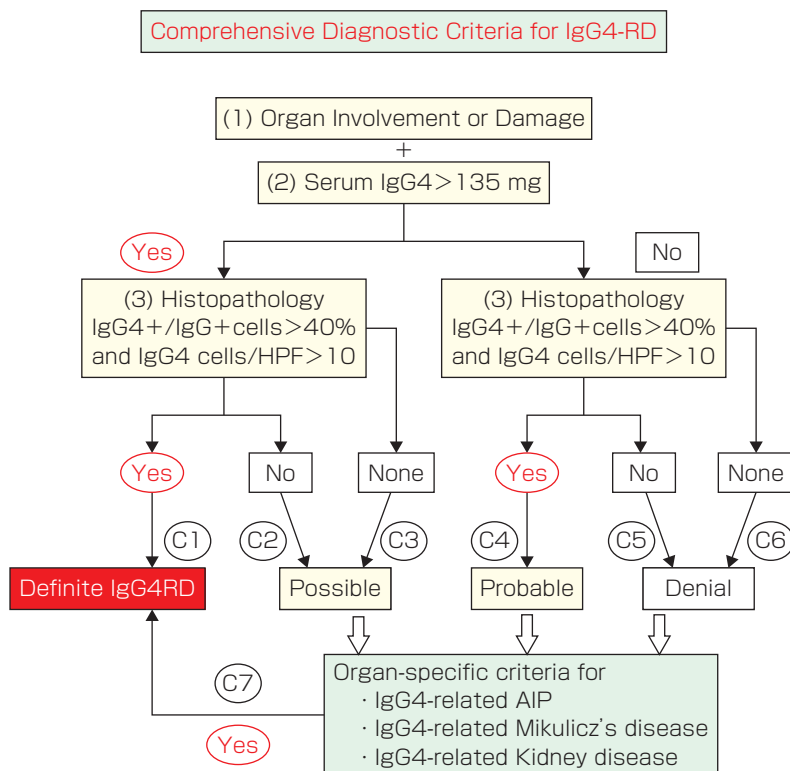 Comprehensive Diagnostic Criteria for IgG4-RD
(1) Organ Involvement or Damage
+
(2) Serum IgG4>135 mg
Yes
No
(3) Histopathology
IgG4+/IgG+cells>40%
and IgG4 cells/HPF>10
(3) Histopathology
IgG4+/IgG+cells>40%
and IgG4 cells/HPF>10
Yes
No
None
Yes
No
None
C1
C2
C3
C4
C5
C6
Definite IgG4RD
Possible
Probable
Denial
C7
Yes
Organ-specific criteria for
· IgG4-related AIP
· IgG4-related Mikulicz's disease
· IgG4-related Kidney disease